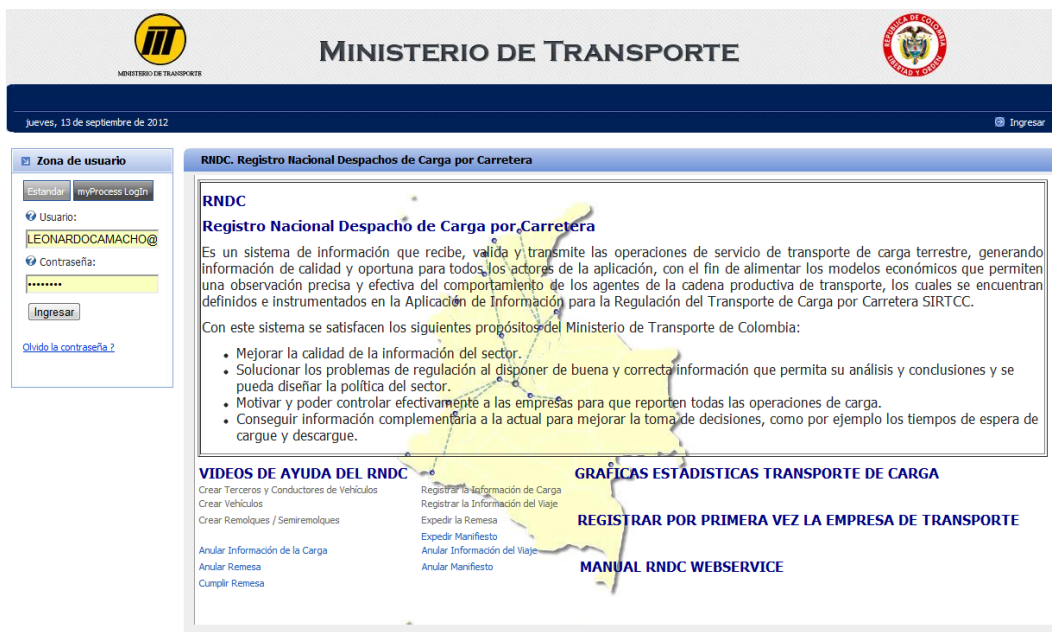 MINISTERIO DE TRANSPORTE
MINISTERIO DE TRANSPORTE
REPUBLICA DE COLOMBIA
LIBERTAD Y ORDEN
jueves, 13 de septiembre de 2012
Ingresar
Zona de usuario
Estandar
myProcess LogIn
Usuario:
LEONARDOCAMACHO@
Contraseña:
••••••••
Ingresar
Olvido la contraseña ?
RNDC. Registro Nacional Despachos de Carga por Carretera
RNDC
Registro Nacional Despacho de Carga por Carretera
Es un sistema de información que recibe, valida y transmite las operaciones de servicio de transporte de carga terrestre, generando
información de calidad y oportuna para todos los actores de la aplicación, con el fin de alimentar los modelos económicos que permiten
una observación precisa y efectiva del comportamiento de los agentes de la cadena productiva de transporte, los cuales se encuentran
definidos e instrumentados en la Aplicación de Información para la Regulación del Transporte de Carga por Carretera SIRTCC.
Con este sistema se satisfacen los siguientes propósitos del Ministerio de Transporte de Colombia:
• Mejorar la calidad de la información del sector.
• Solucionar los problemas de regulación al disponer de buena y correcta información que permita su análisis y conclusiones y se
pueda diseñar la política del sector.
• Motivar y poder controlar efectivamente a las empresas para que reporten todas las operaciones de carga.
• Conseguir información complementaria a la actual para mejorar la toma de decisiones, como por ejemplo los tiempos de espera de
cargue y descargue.
VIDEOS DE AYUDA DEL RNDC
Crear Terceros y Conductores de Vehículos
Registrar la Información de Carga
Crear Vehículos
Registrar la Información del Viaje
Crear Remolques / Semiremolques
Expedir la Remesa
Expedir Manifiesto
Anular Información de la Carga
Anular Información del Viaje
Anular Remesa
Anular Manifiesto
Cumplir Remesa
GRAFICAS ESTADISTICAS TRANSPORTE DE CARGA
REGISTRAR POR PRIMERA VEZ LA EMPRESA DE TRANSPORTE
MANUAL RNDC WEBSERVICE